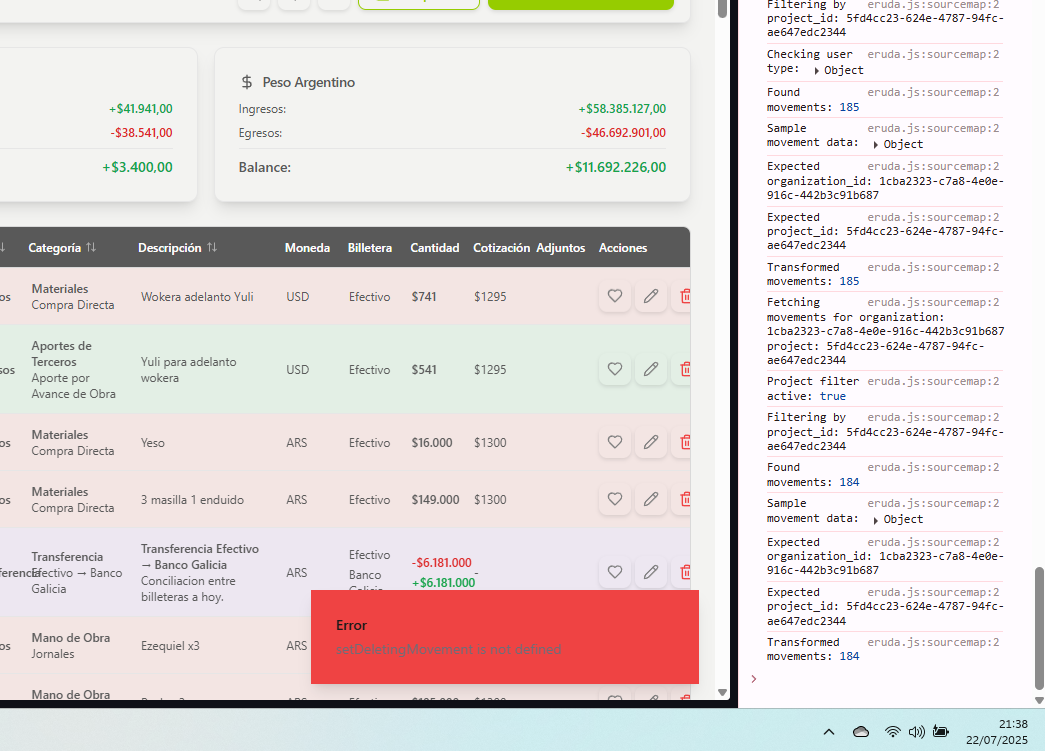 +$41.941,00
-$38.541,00
+$3.400,00
Peso Argentino
Ingresos: +$58.385.127,00
Egresos: -$46.692.901,00
Balance: +$11.692.226,00
Categoría Descripción Moneda Billetera Cantidad Cotización Adjuntos Acciones
os Materiales
Compra Directa
Wokera adelanto Yuli USD Efectivo $741 $1295
sos Aportes de
Terceros
Aporte por
Avance de Obra
Yuli para adelanto
wokera
USD Efectivo $541 $1295
os Materiales
Compra Directa
Yeso ARS Efectivo $16.000 $1300
os Materiales
Compra Directa
3 masilla 1 enduido ARS Efectivo $149.000 $1300
Transferencia
Efectivo → Banco
Galicia
Transferencia Efectivo
→ Banco Galicia
Conciliacion entre
billeteras a hoy.
ARS
Efectivo
Banco
Galicia
-$6.181.000
+$6.181.000
-
os Mano de Obra
Jornales
Ezequiel x3 ARS
Mano de Obra
Error
setDeletingMovement is not defined
Filtering by eruda.js:sourcemap:2
project_id: 5fd4cc23-624e-4787-94fc-
ae647edc2344
Checking user eruda.js:sourcemap:2
type: ▸ Object
Found eruda.js:sourcemap:2
movements: 185
Sample eruda.js:sourcemap:2
movement data: ▸ Object
Expected eruda.js:sourcemap:2
organization_id: 1cba2323-c7a8-4e0e-
916c-442b3c91b687
Expected eruda.js:sourcemap:2
project_id: 5fd4cc23-624e-4787-94fc-
ae647edc2344
Transformed eruda.js:sourcemap:2
movements: 185
Fetching eruda.js:sourcemap:2
movements for organization:
1cba2323-c7a8-4e0e-916c-442b3c91b687
project: 5fd4cc23-624e-4787-94fc-
ae647edc2344
Project filter eruda.js:sourcemap:2
active: true
Filtering by eruda.js:sourcemap:2
project_id: 5fd4cc23-624e-4787-94fc-
ae647edc2344
Found eruda.js:sourcemap:2
movements: 184
Sample eruda.js:sourcemap:2
movement data: ▸ Object
Expected eruda.js:sourcemap:2
organization_id: 1cba2323-c7a8-4e0e-
916c-442b3c91b687
Expected eruda.js:sourcemap:2
project_id: 5fd4cc23-624e-4787-94fc-
ae647edc2344
Transformed eruda.js:sourcemap:2
movements: 184
21:38
22/07/2025